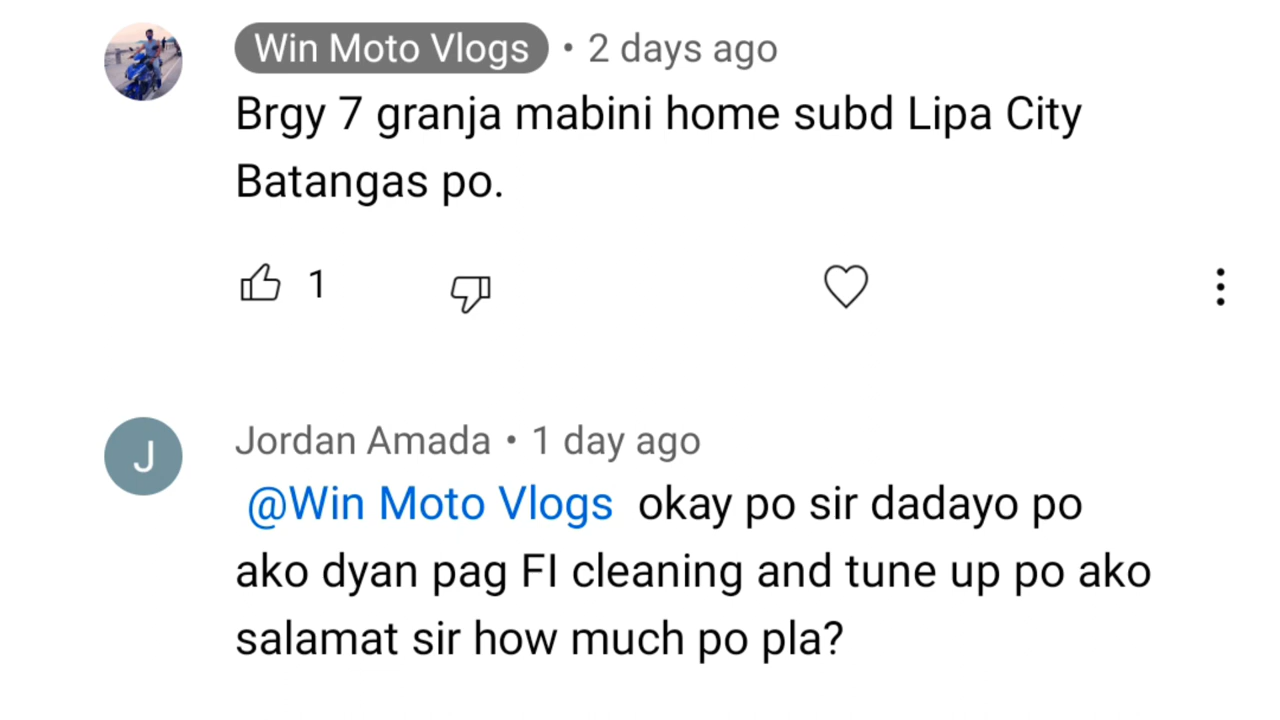 Win Moto Vlogs • 2 days ago
Brgy 7 granja mabini home subd Lipa City
Batangas po.
1
J
Jordan Amada • 1 day ago
@Win Moto Vlogs okay po sir dadayo po
ako dyan pag FI cleaning and tune up po ako
salamat sir how much po pla?